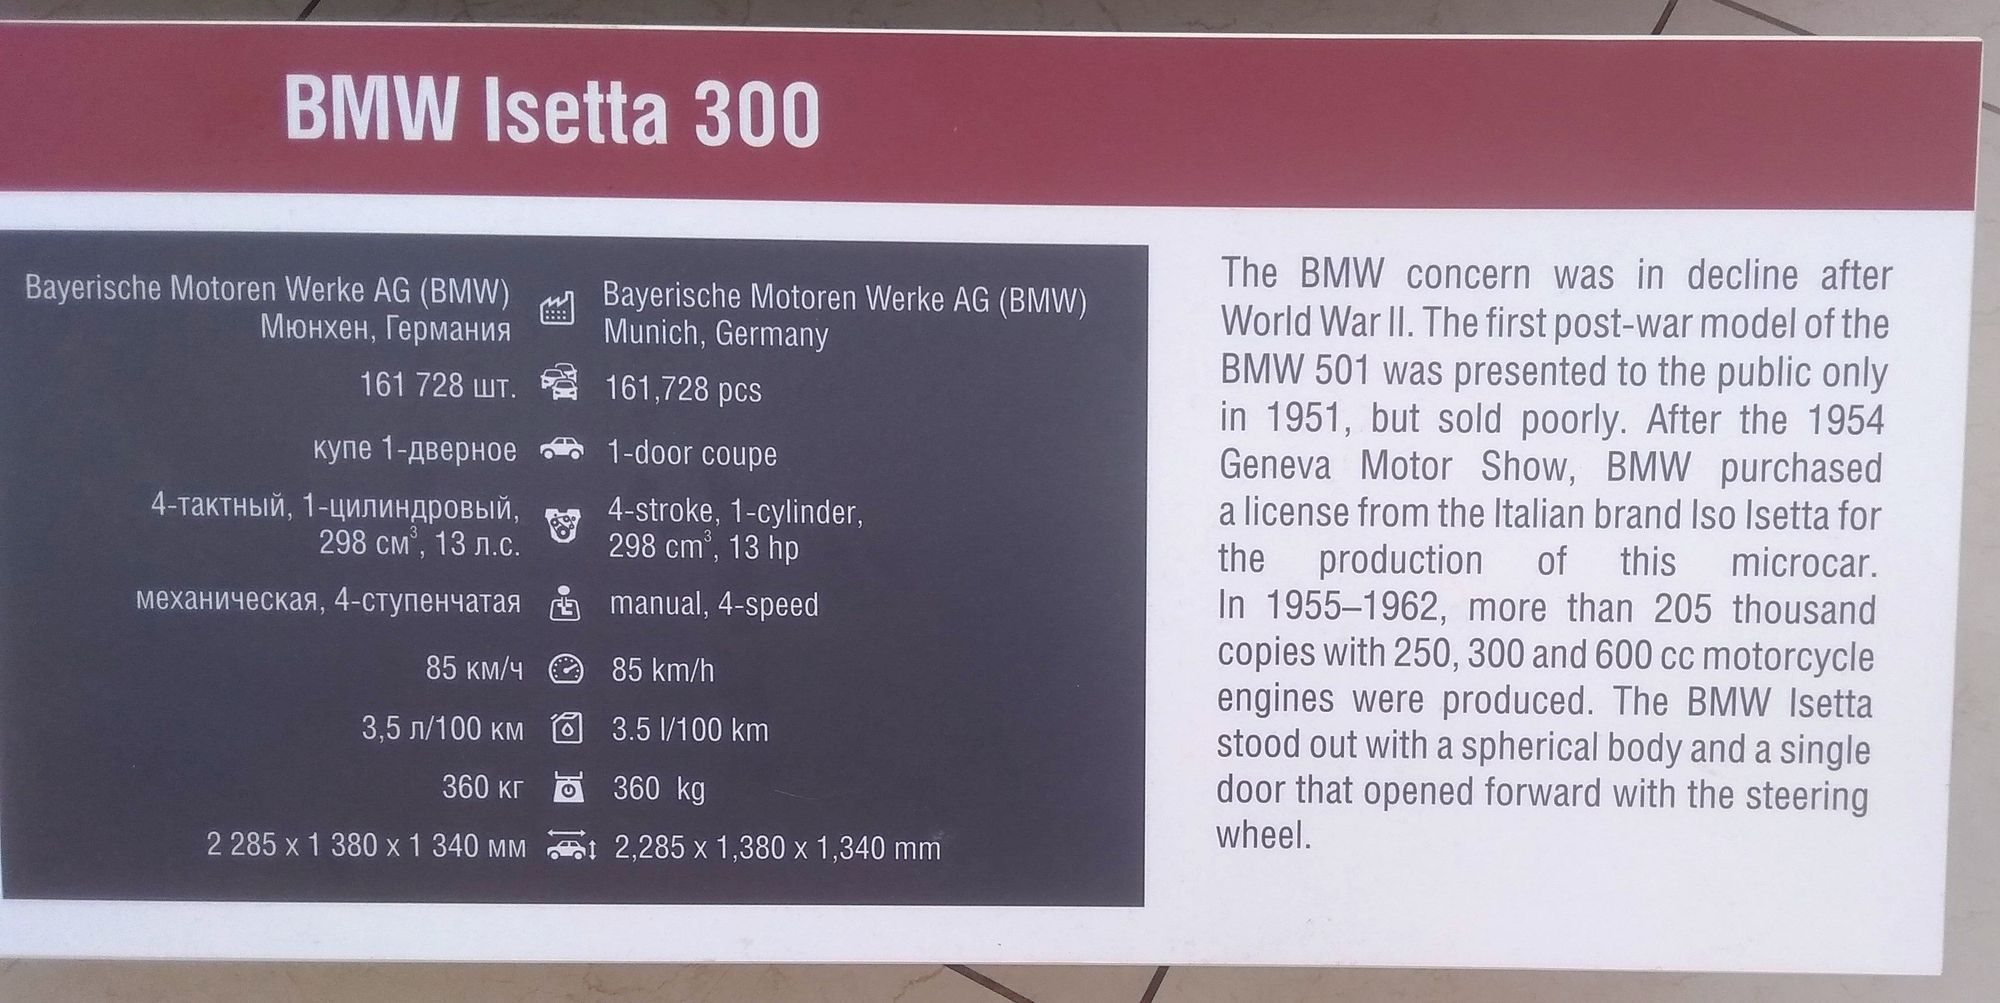 BMW Isetta 300
Bayerische Motoren Werke AG (BMW)
Мюнхен, Германия
Bayerische Motoren Werke AG (BMW)
Munich, Germany
161 728 шт.
161,728 pcs
купе 1-дверное
1-door coupe
4-тактный, 1-цилиндровый,
298 см³, 13 л.с.
4-stroke, 1-cylinder,
298 cm³, 13 hp
механическая, 4-ступенчатая
manual, 4-speed
85 км/ч
85 km/h
3,5 л/100 км
3.5 l/100 km
360 кг
360 kg
2 285 x 1 380 x 1 340 мм
2,285 x 1,380 x 1,340 mm
The BMW concern was in decline after
World War II. The first post-war model of the
BMW 501 was presented to the public only
in 1951, but sold poorly. After the 1954
Geneva Motor Show, BMW purchased
a license from the Italian brand Iso Isetta for
the production of this microcar.
In 1955–1962, more than 205 thousand
copies with 250, 300 and 600 cc motorcycle
engines were produced. The BMW Isetta
stood out with a spherical body and a single
door that opened forward with the steering
wheel.